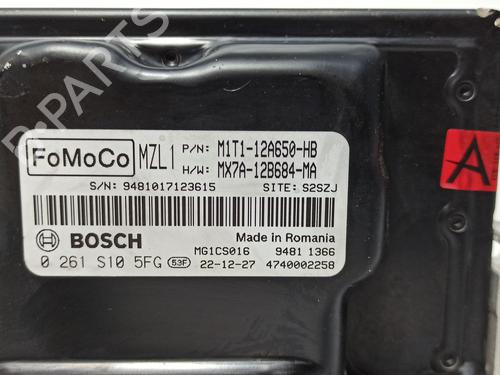 B-PARTS
FoMoCo MZL1 P/N: M1T1-12A650-HB
H/W: MX7A-12B684-MA
S/N: 9481017123615 SITE: S2SZJ
BOSCH Made in Romania
MG1CS016 9481 1366
0 261 S10 5FG 53F 22-12-27 4740002258
A